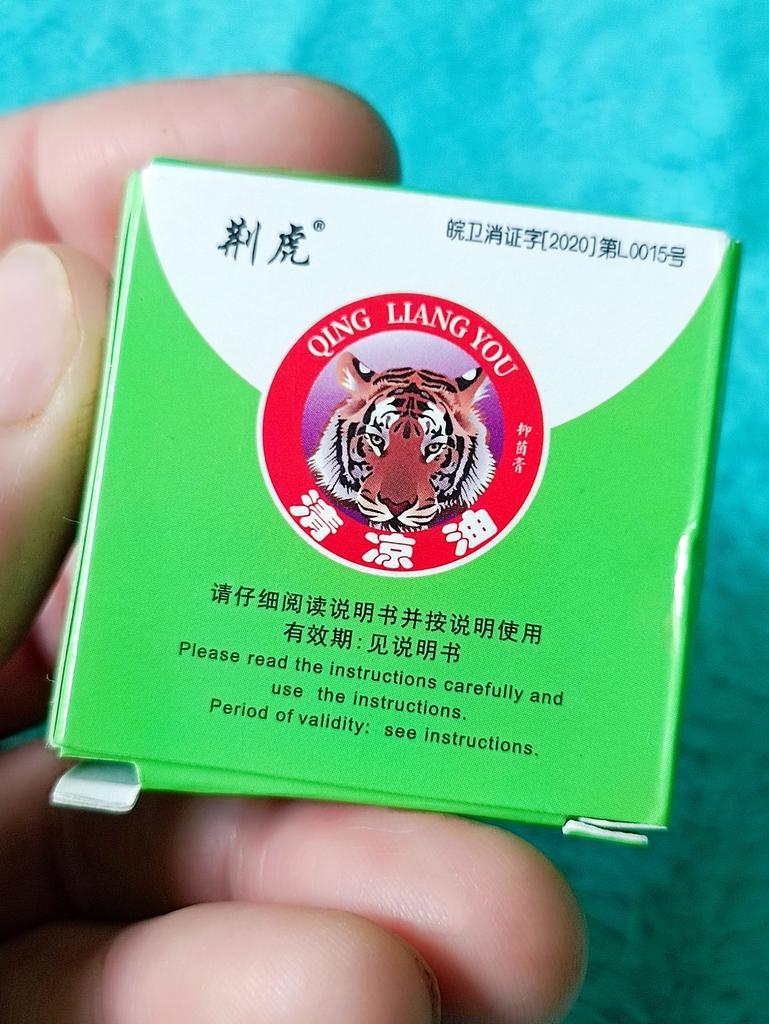 荆虎®
皖卫消证字[2020]第L0015号
QING LIANG YOU
抑菌膏
清凉油
请仔细阅读说明书并按说明使用
有效期:见说明书
Please read the instructions carefully and
use the instructions.
Period of validity: see instructions.